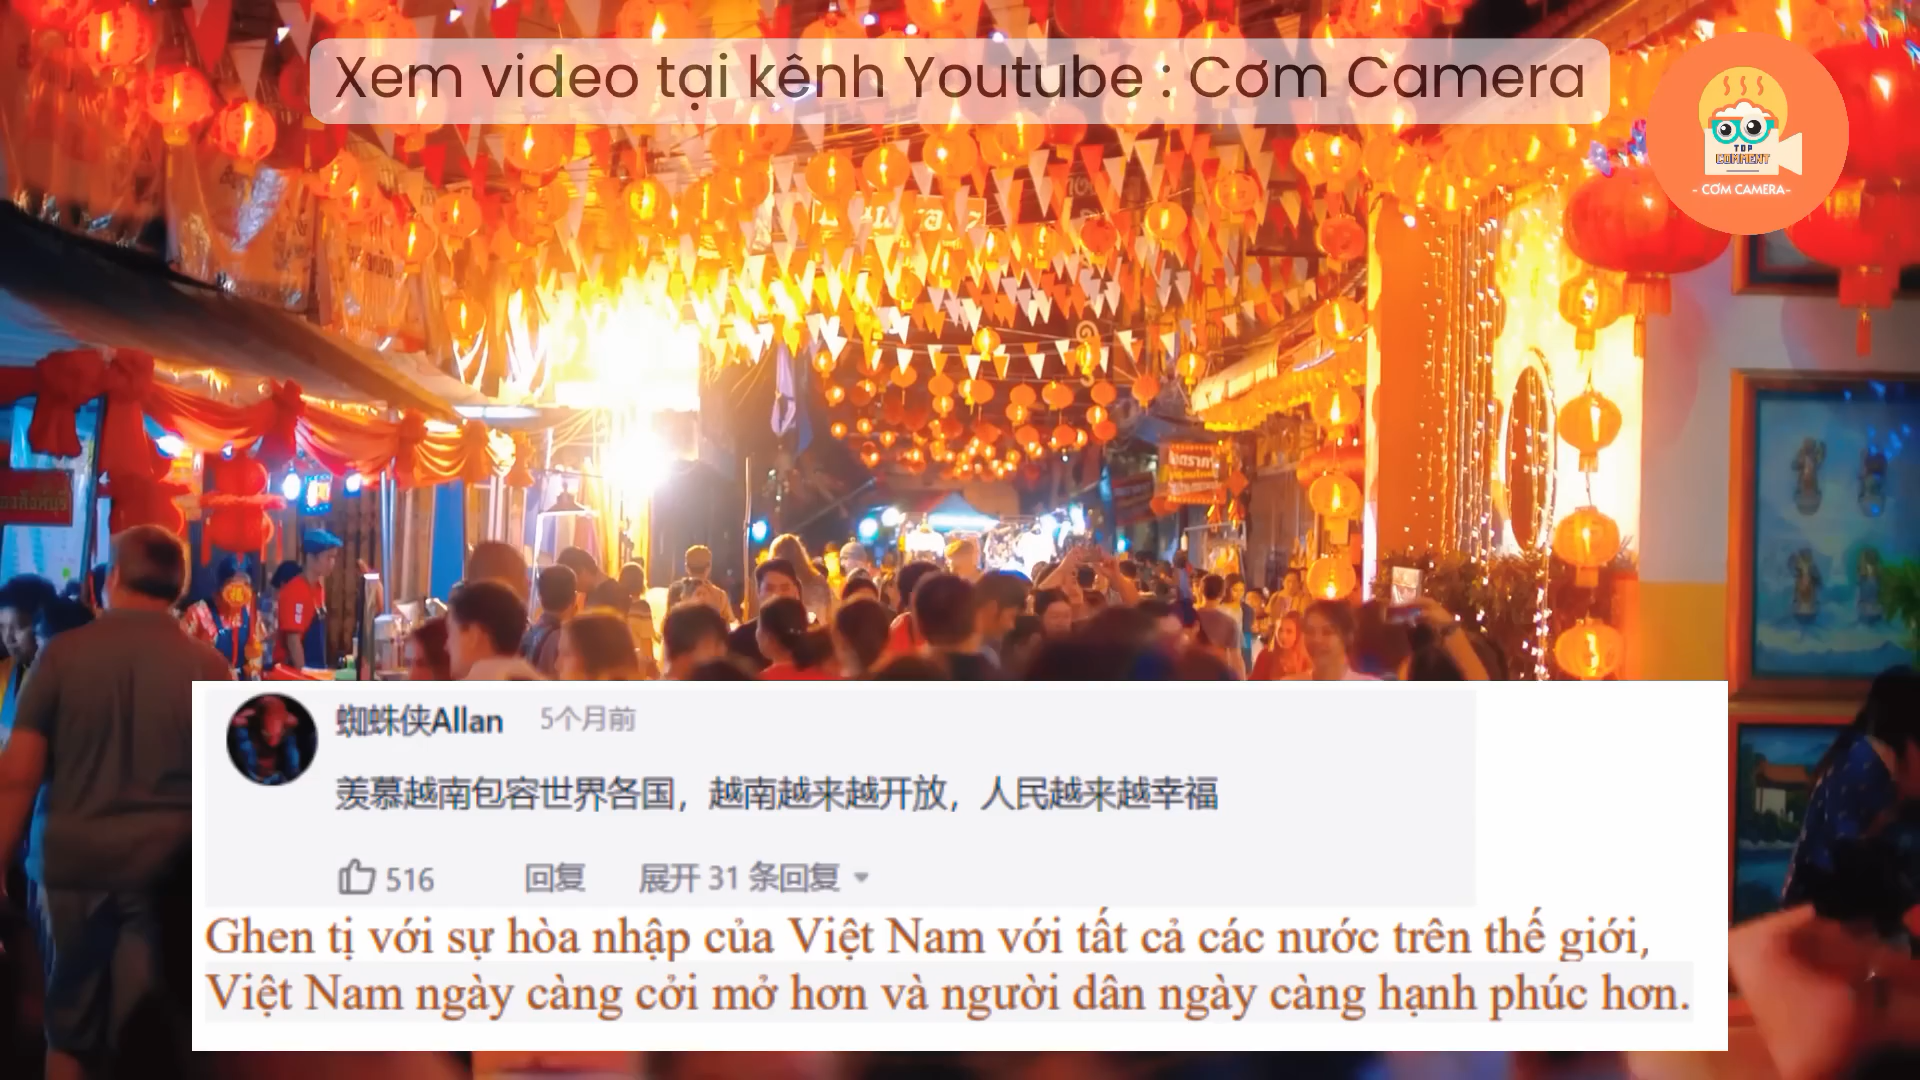 Xem video tại kênh Youtube : Cơm Camera
TOP
COMMENT
- CƠM CAMERA-
蜘蛛侠Allan 5个月前
羡慕越南包容世界各国，越南越来越开放，人民越来越幸福
516 回复 展开 31 条回复
Ghen tị với sự hòa nhập của Việt Nam với tất cả các nước trên thế giới,
Việt Nam ngày càng cởi mở hơn và người dân ngày càng hạnh phúc hơn.